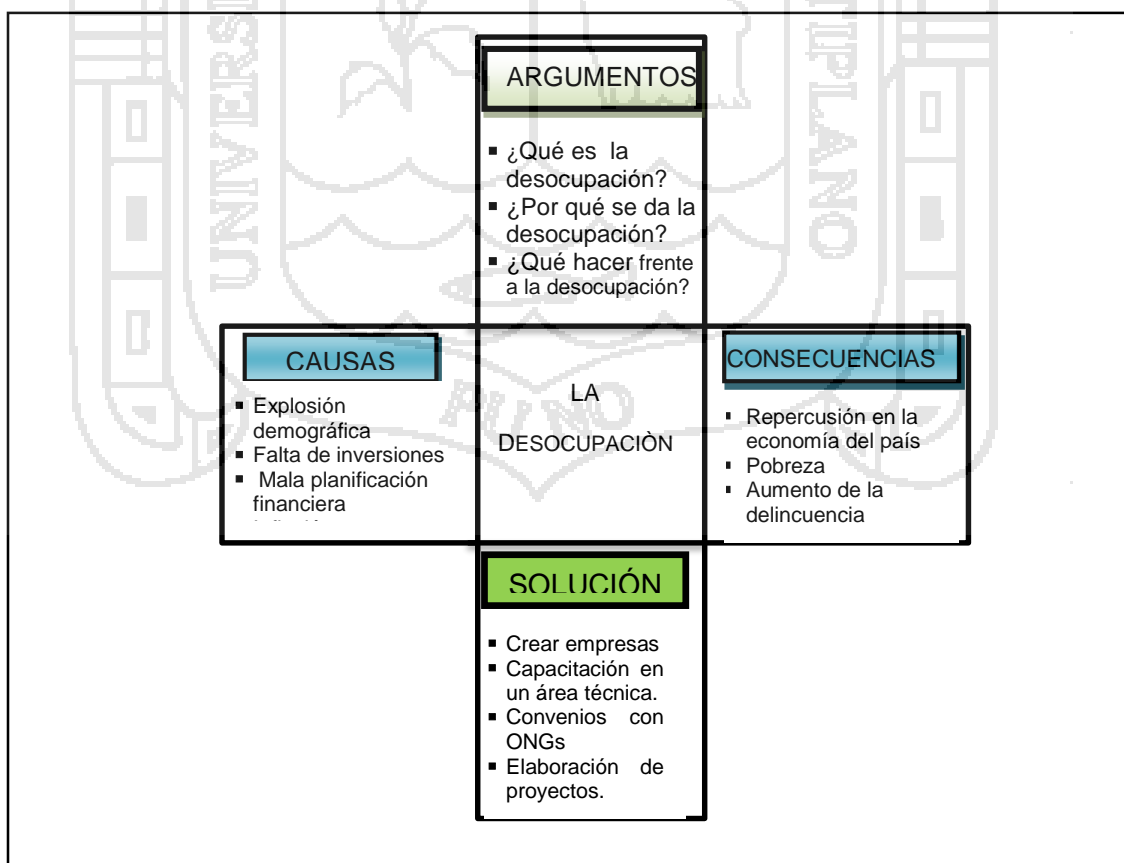 ARGUMENTOS
▪ ¿Qué es la
desocupación?
▪ ¿Por qué se da la
desocupación?
▪ ¿Qué hacer frente
a la desocupación?
CAUSAS
▪ Explosión
demográfica
▪ Falta de inversiones
▪ Mala planificación
financiera
LA
DESOCUPACIÒN
CONSECUENCIAS
▪ Repercusión en la
economía del país
▪ Pobreza
▪ Aumento de la
delincuencia
SOLUCIÓN
▪ Crear empresas
▪ Capacitación en
un área técnica.
▪ Convenios con
ONGs
▪ Elaboración de
proyectos.
PUNO